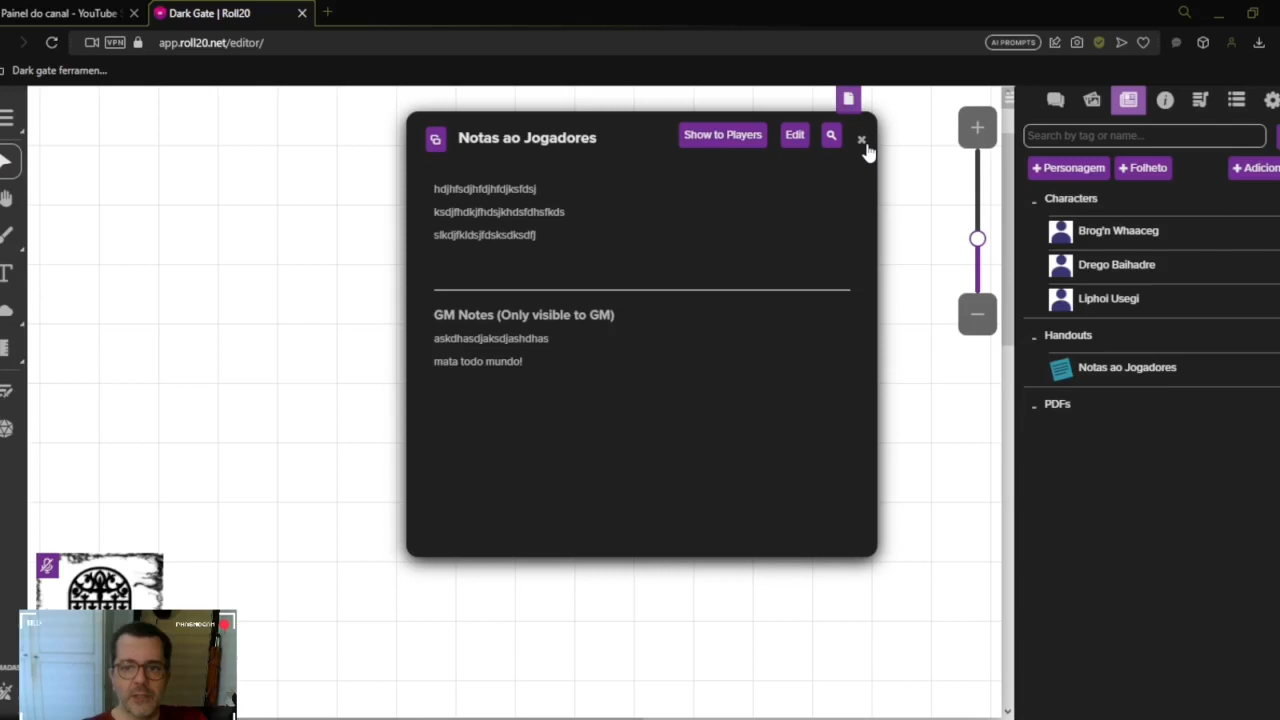 Painel do canal - YouTube
Dark Gate | Roll20
VPN
app.roll20.net/editor/
AI PROMPTS
Dark gate ferramen...
Notas ao Jogadores
Show to Players
Edit
hdjhfsdjhfdjhfdjksfdsj
ksdjfhdkjfhdsjkhdsfdhsfkds
slkdjfkldsjfdsksdksdfj
GM Notes (Only visible to GM)
askdhasdjaksdjashdhas
mata todo mundo!
Search by tag or name...
+ Personagem
+ Folheto
+ Adicion
Characters
Brog'n Whaaceg
Drego Baihadre
Liphoi Usegi
Handouts
Notas ao Jogadores
PDFs